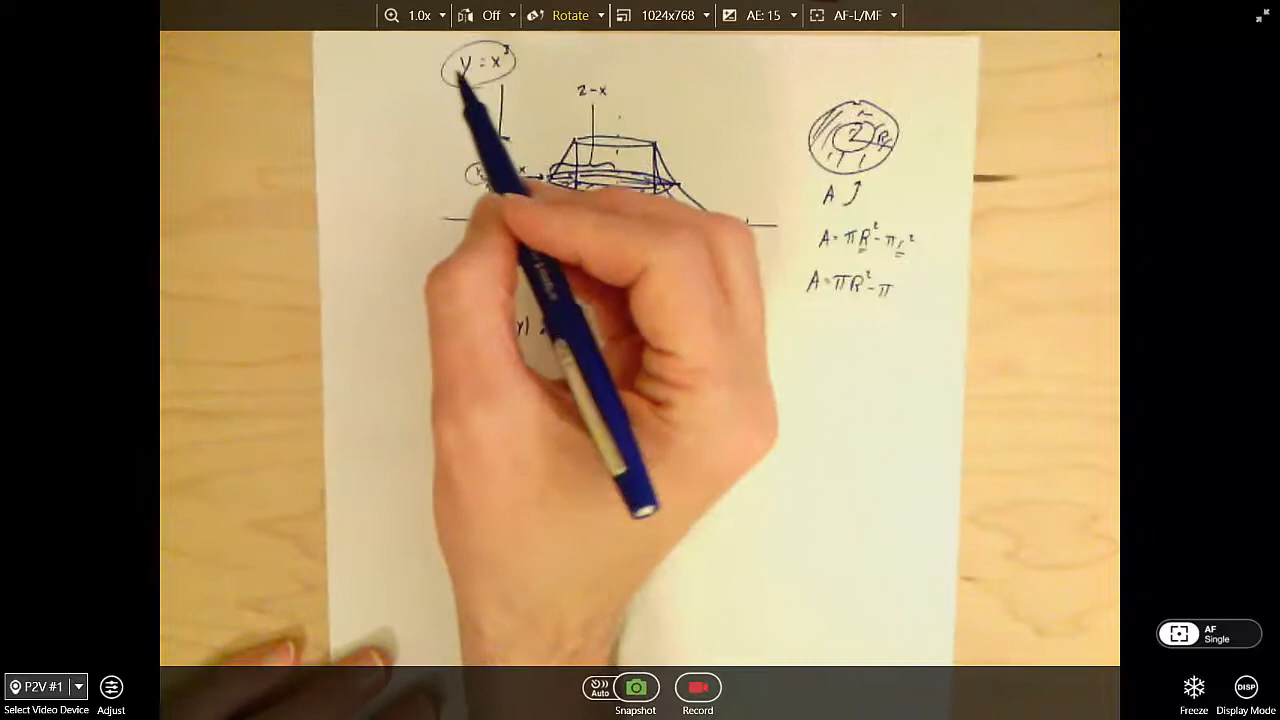 1.0x Off Rotate 1024x768 AE: 15 AF-L/MF
y = x³
2-x
x
2 R
A
A = πR² - πr²
A = πR² - π
y)
AF
Single
P2V #1 Auto
Select Video Device Adjust Snapshot Record Freeze Display Mode
DISP